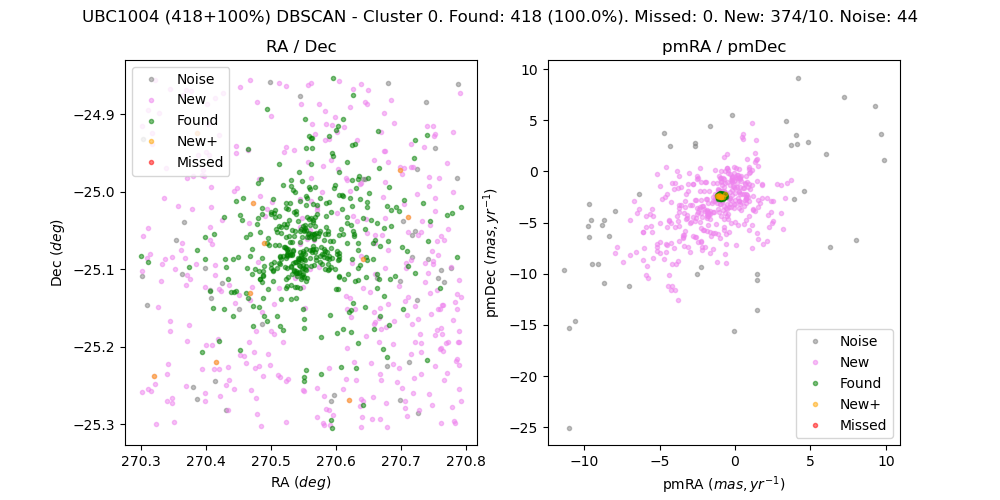 UBC1004 (418+100%) DBSCAN - Cluster 0. Found: 418 (100.0%). Missed: 0. New: 374/10. Noise: 44
RA / Dec
Noise
New
Found
New+
Missed
−24.9
−25.0
−25.1
−25.2
−25.3
Dec (deg)
270.3 270.4 270.5 270.6 270.7 270.8
RA (deg)
pmRA / pmDec
10
5
0
−5
−10
−15
−20
−25
pmDec (mas, yr⁻¹)
Noise
New
Found
New+
Missed
−10 −5 0 5 10
pmRA (mas, yr⁻¹)